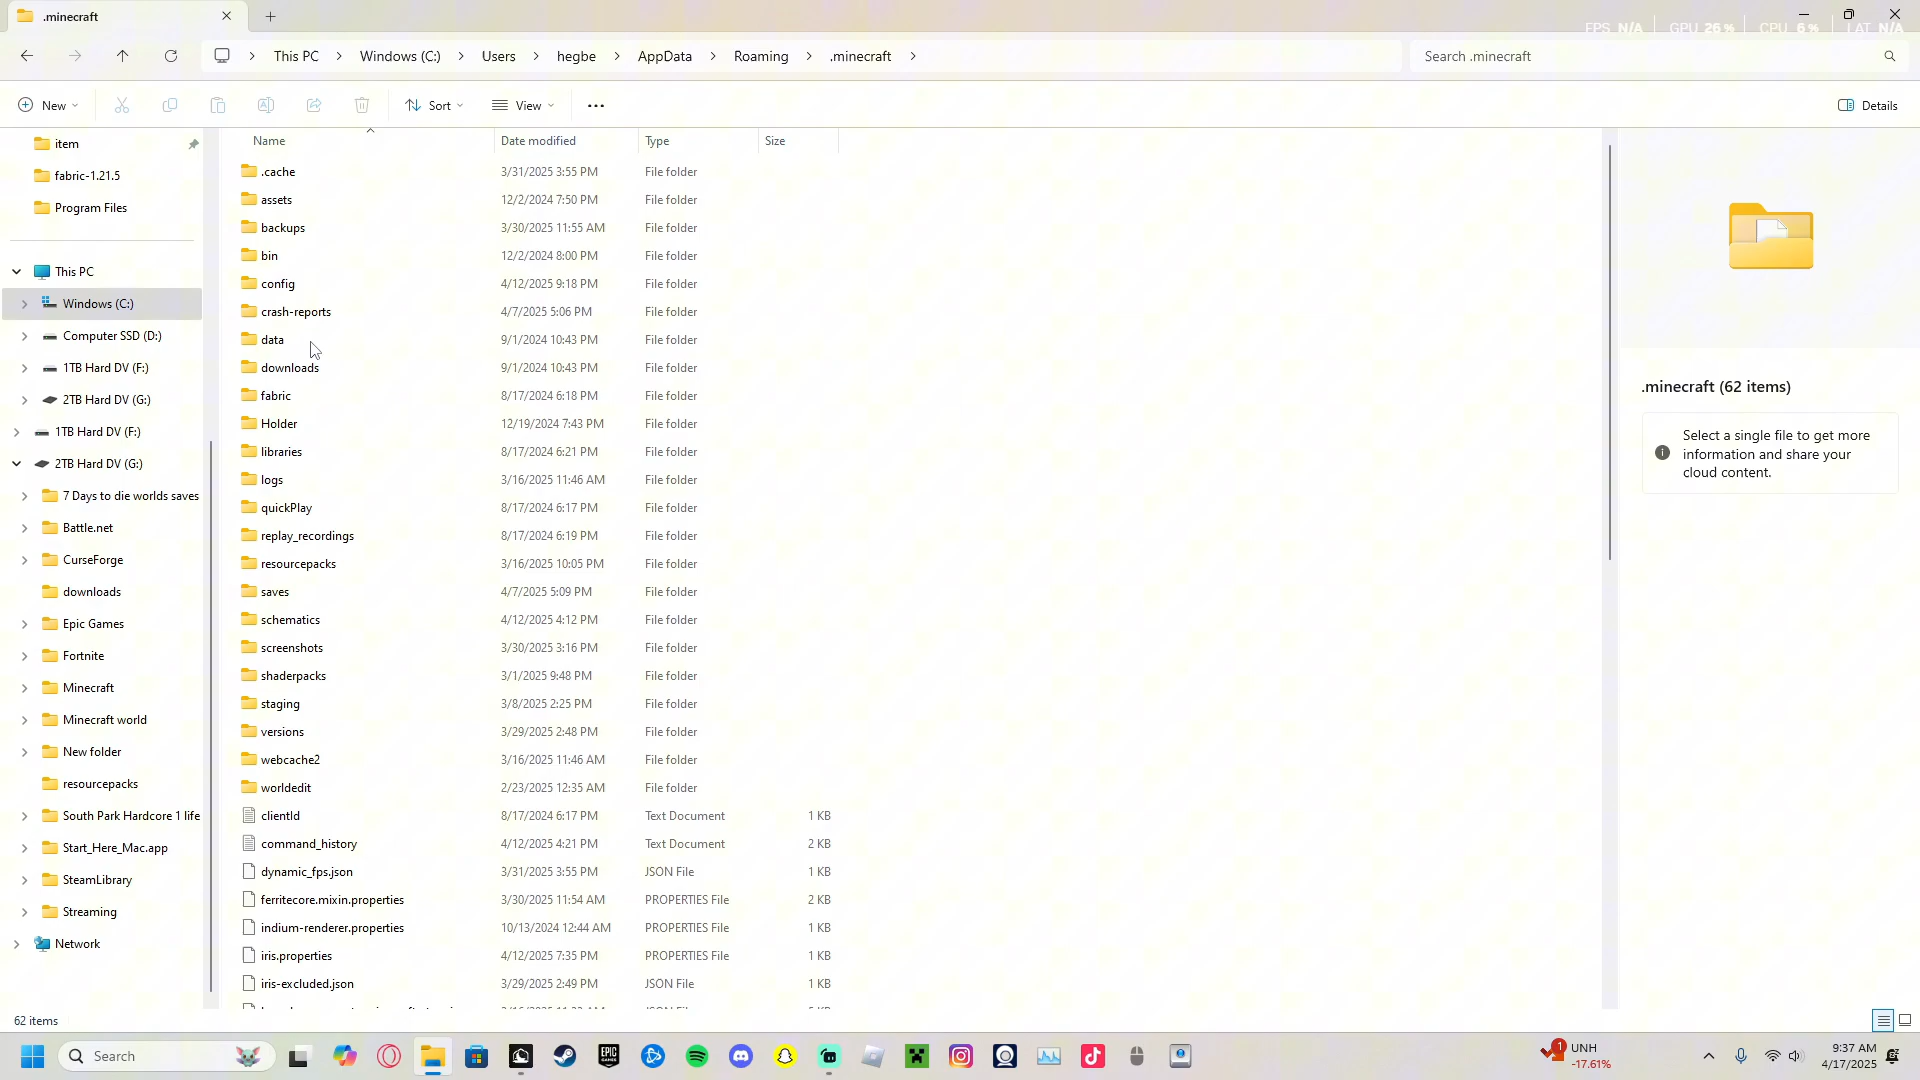 .minecraft
FPS N/A GPU 26% CPU 6% LAT N/A
This PC > Windows (C:) > Users > hegbe > AppData > Roaming > .minecraft >
Search .minecraft
New Sort View Details
item
fabric-1.21.5
Program Files
This PC
Windows (C:)
Computer SSD (D:)
1TB Hard DV (F:)
2TB Hard DV (G:)
1TB Hard DV (F:)
2TB Hard DV (G:)
7 Days to die worlds saves
Battle.net
CurseForge
downloads
Epic Games
Fortnite
Minecraft
Minecraft world
New folder
resourcepacks
South Park Hardcore 1 life
Start_Here_Mac.app
SteamLibrary
Streaming
Network
Name Date modified Type Size
.cache 3/31/2025 3:55 PM File folder
assets 12/2/2024 7:50 PM File folder
backups 3/30/2025 11:55 AM File folder
bin 12/2/2024 8:00 PM File folder
config 4/12/2025 9:18 PM File folder
crash-reports 4/7/2025 5:06 PM File folder
data 9/1/2024 10:43 PM File folder
downloads 9/1/2024 10:43 PM File folder
fabric 8/17/2024 6:18 PM File folder
Holder 12/19/2024 7:43 PM File folder
libraries 8/17/2024 6:21 PM File folder
logs 3/16/2025 11:46 AM File folder
quickPlay 8/17/2024 6:17 PM File folder
replay_recordings 8/17/2024 6:19 PM File folder
resourcepacks 3/16/2025 10:05 PM File folder
saves 4/7/2025 5:09 PM File folder
schematics 4/12/2025 4:12 PM File folder
screenshots 3/30/2025 3:16 PM File folder
shaderpacks 3/1/2025 9:48 PM File folder
staging 3/8/2025 2:25 PM File folder
versions 3/29/2025 2:48 PM File folder
webcache2 3/16/2025 11:46 AM File folder
worldedit 2/23/2025 12:35 AM File folder
clientId 8/17/2024 6:17 PM Text Document 1 KB
command_history 4/12/2025 4:21 PM Text Document 2 KB
dynamic_fps.json 3/31/2025 3:55 PM JSON File 1 KB
ferritecore.mixin.properties 3/30/2025 11:54 AM PROPERTIES File 2 KB
indium-renderer.properties 10/13/2024 12:44 AM PROPERTIES File 1 KB
iris.properties 4/12/2025 7:35 PM PROPERTIES File 1 KB
iris-excluded.json 3/29/2025 2:49 PM JSON File 1 KB
.minecraft (62 items)
Select a single file to get more
information and share your
cloud content.
62 items
Search
EPIC
GAMES
1
UNH
-17.61%
9:37 AM
4/17/2025